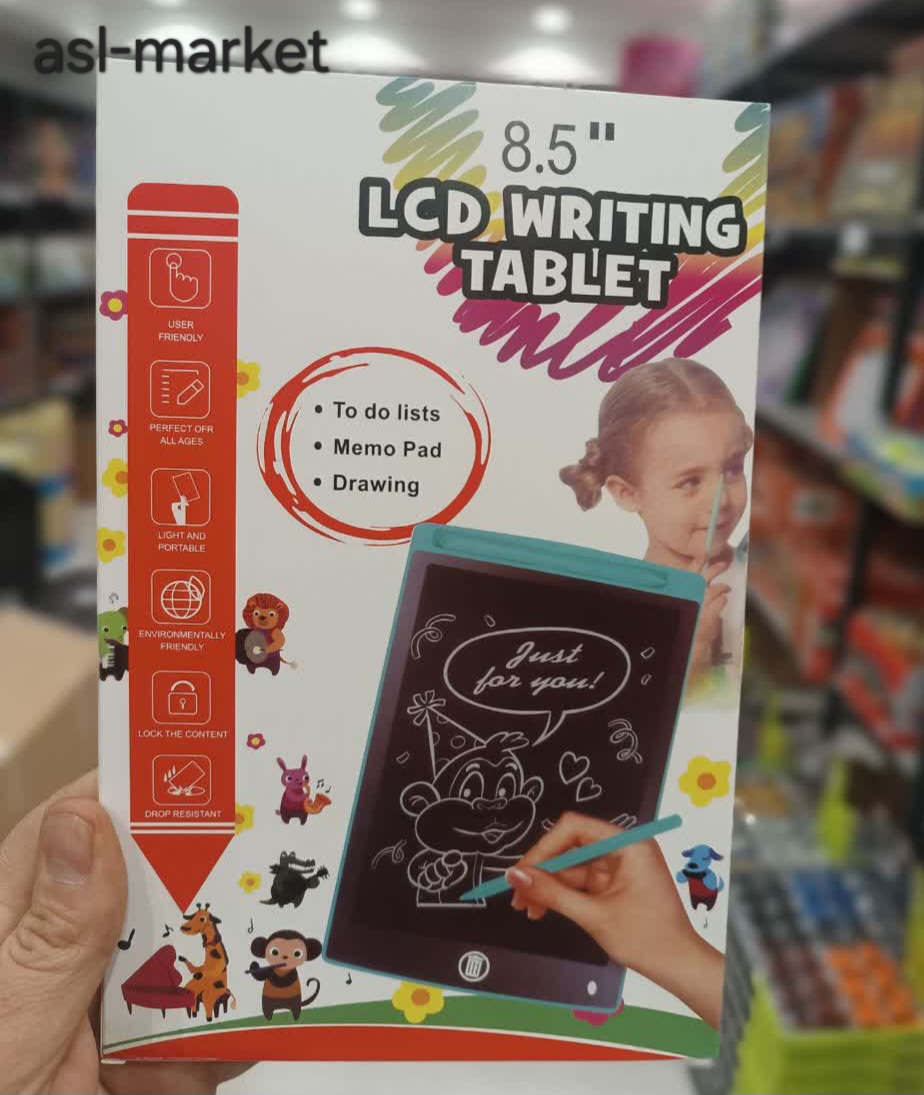 asl-market
8.5"
LCD WRITING
TABLET
USER
FRIENDLY
PERFECT OFR
ALL AGES
LIGHT AND
PORTABLE
ENVIRONMENTALLY
FRIENDLY
LOCK THE CONTENT
DROP RESISTANT
• To do lists
• Memo Pad
• Drawing
Just
for you!